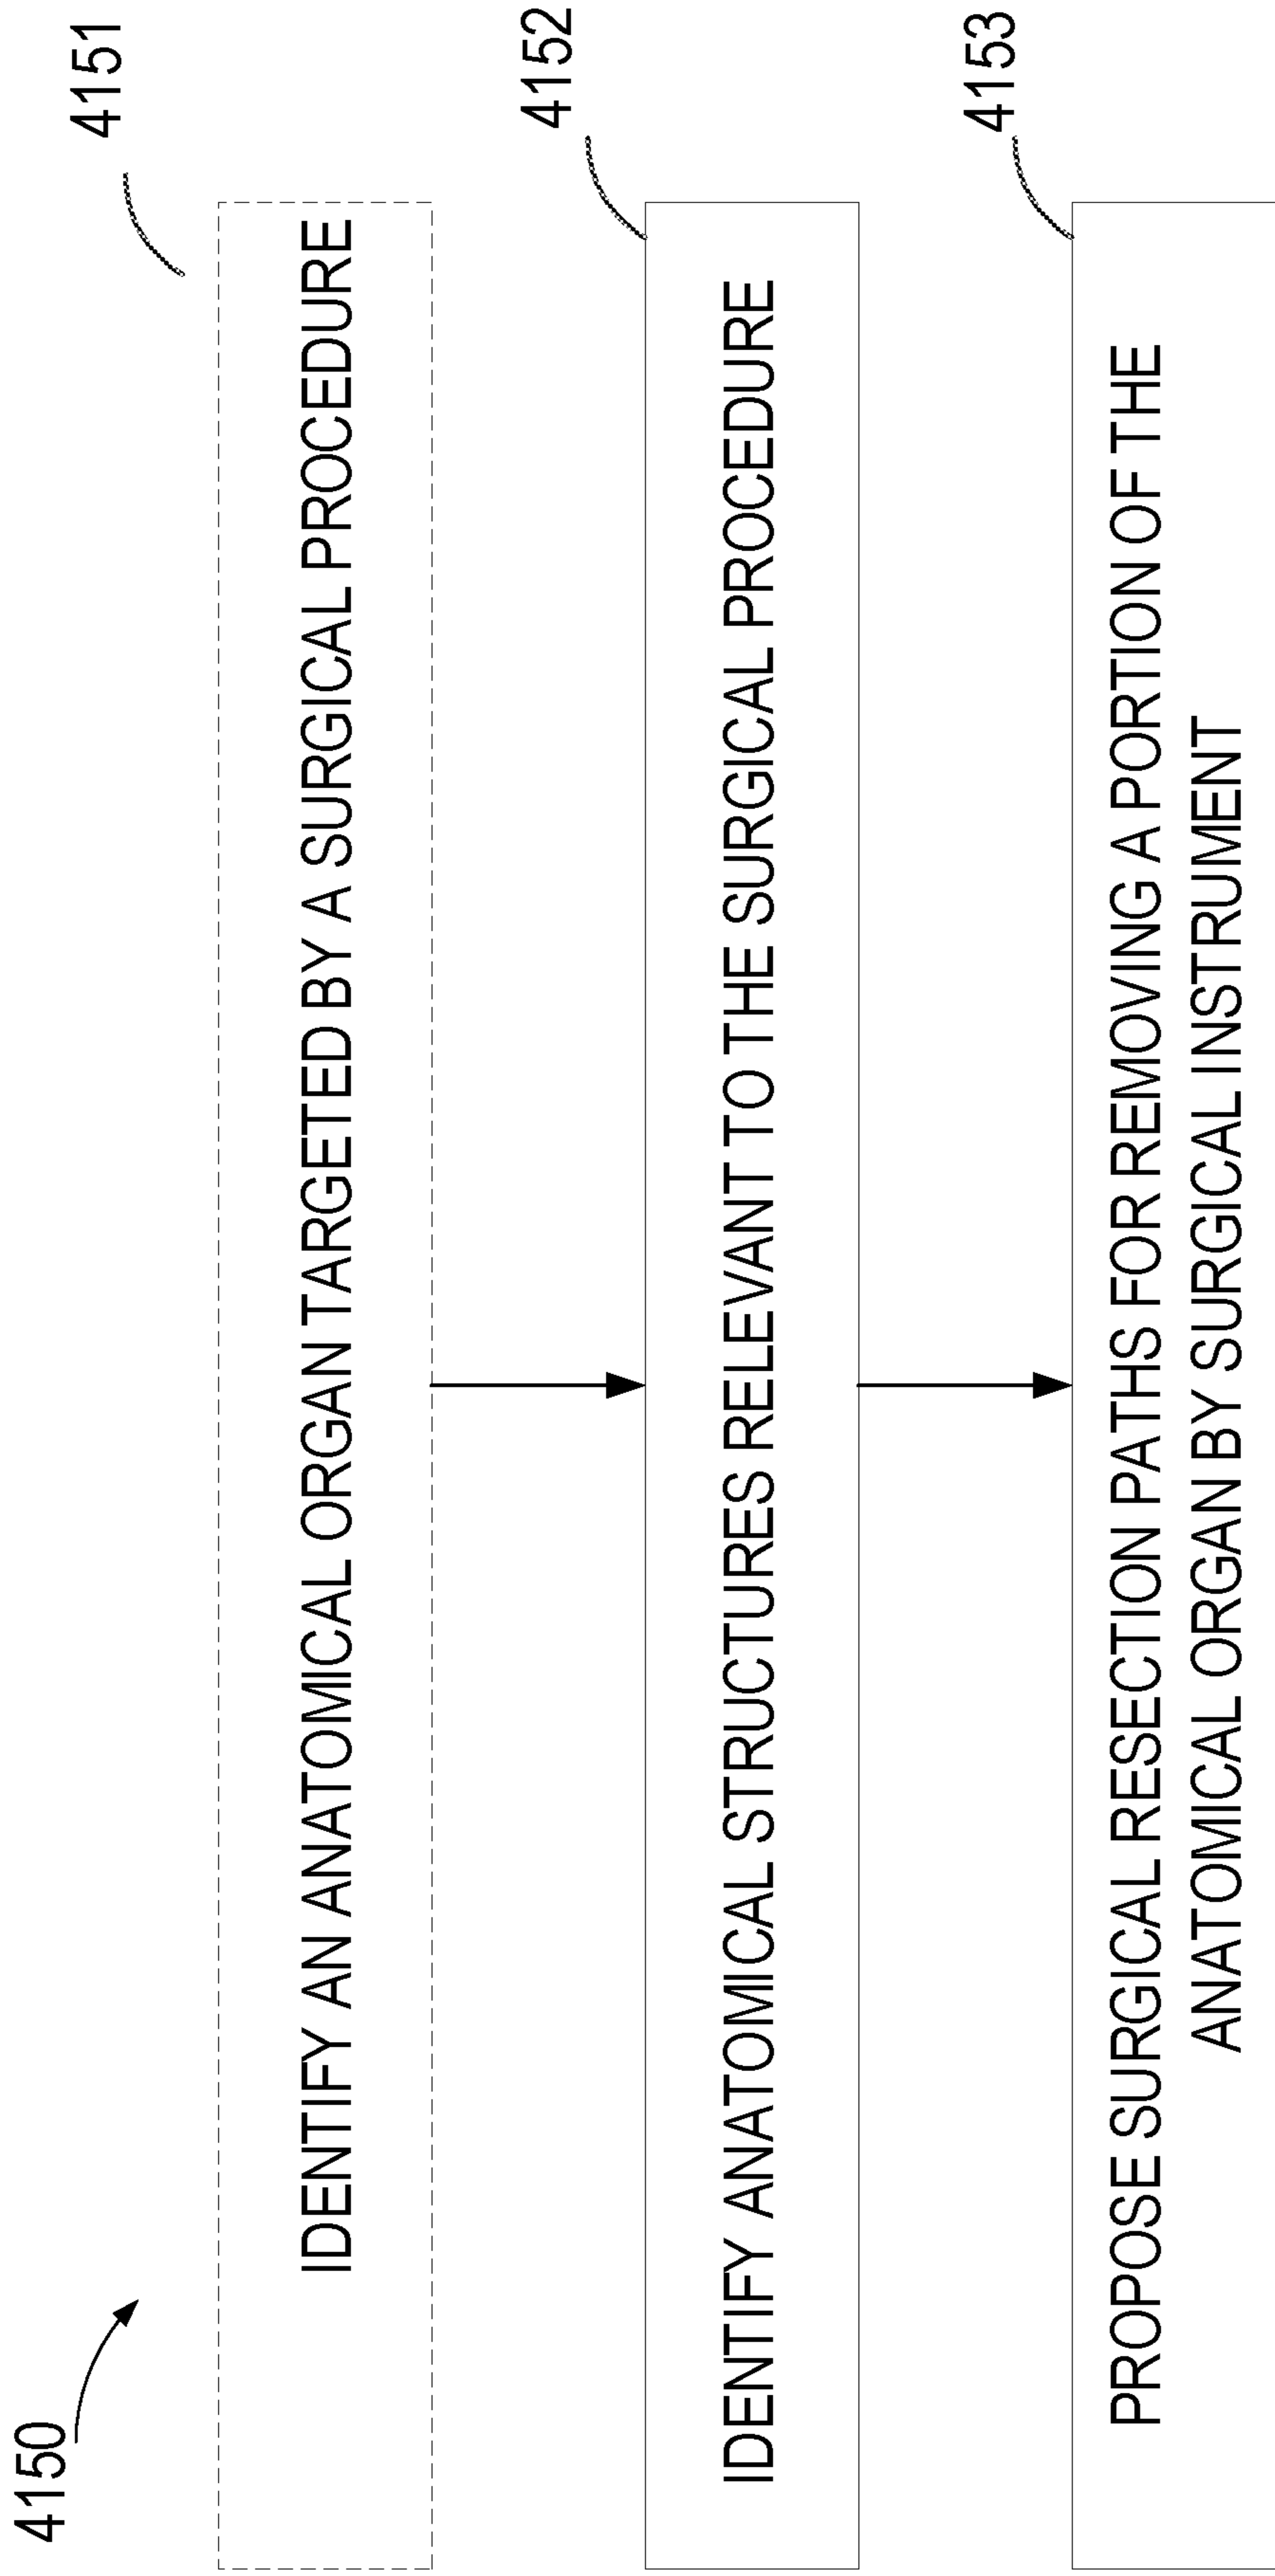 4150
4151
IDENTIFY AN ANATOMICAL ORGAN TARGETED BY A SURGICAL PROCEDURE
4152
IDENTIFY ANATOMICAL STRUCTURES RELEVANT TO THE SURGICAL PROCEDURE
4153
PROPOSE SURGICAL RESECTION PATHS FOR REMOVING A PORTION OF THE
ANATOMICAL ORGAN BY SURGICAL INSTRUMENT